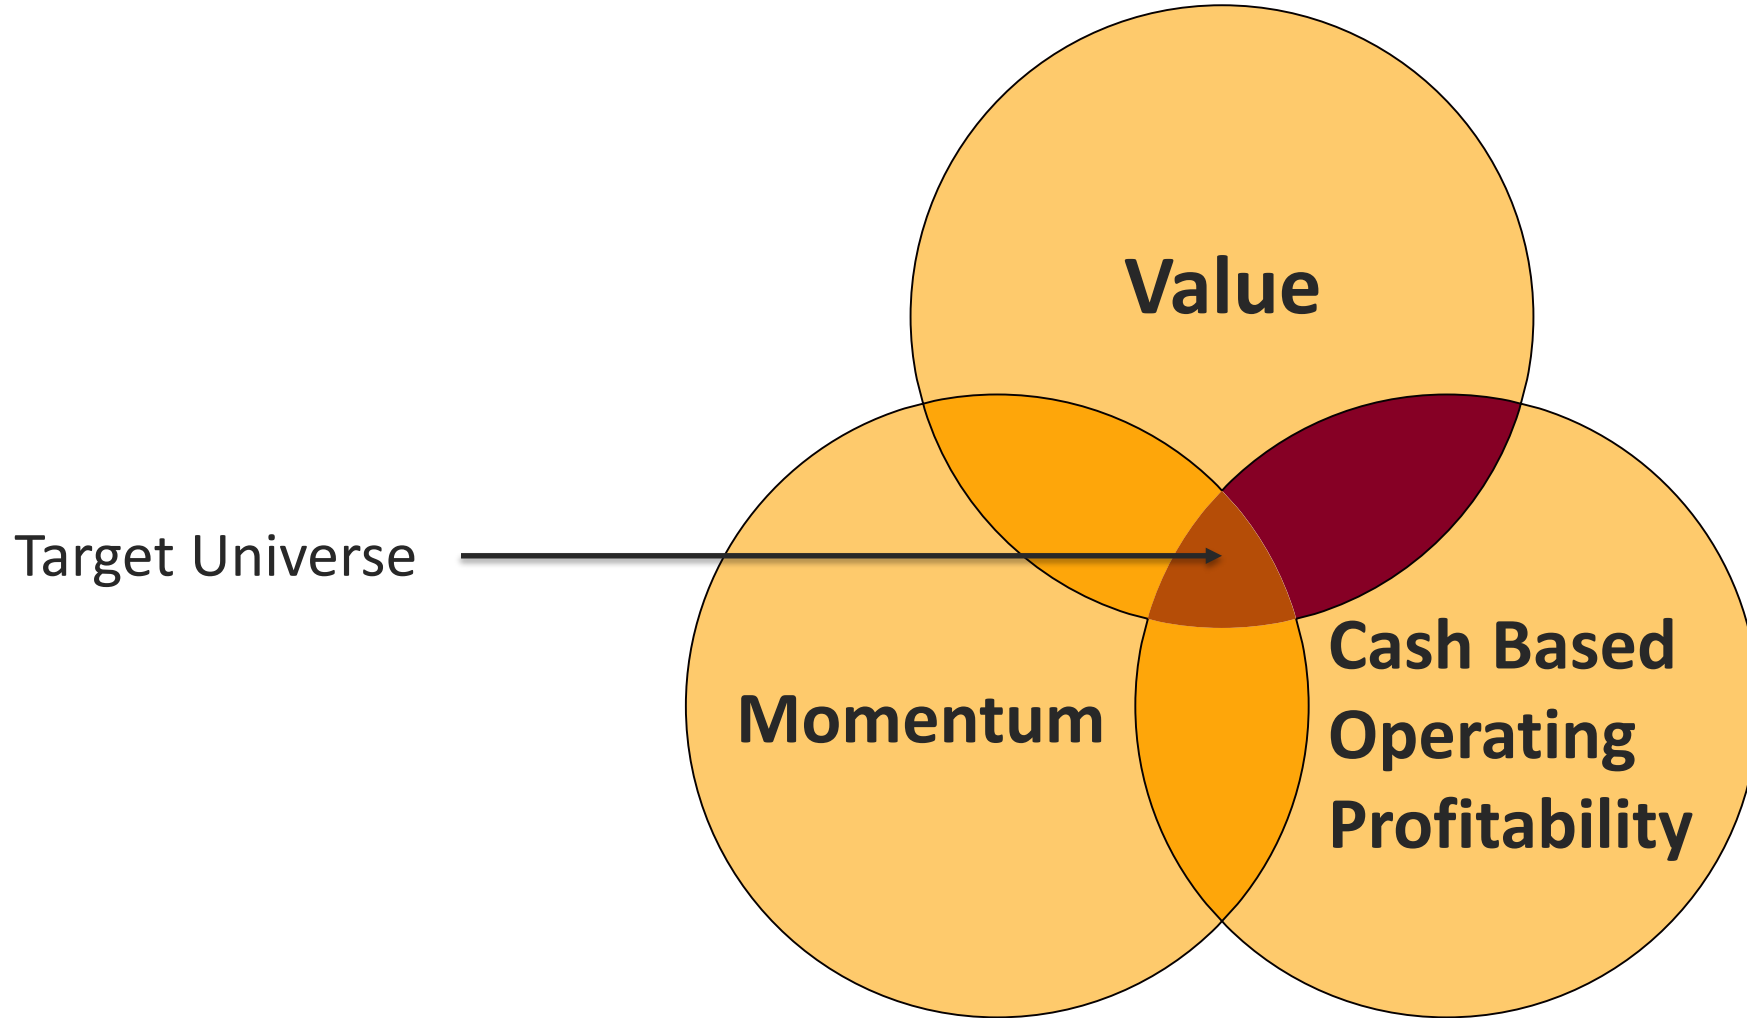 Value
Target Universe
Momentum
Cash Based
Operating
Profitability